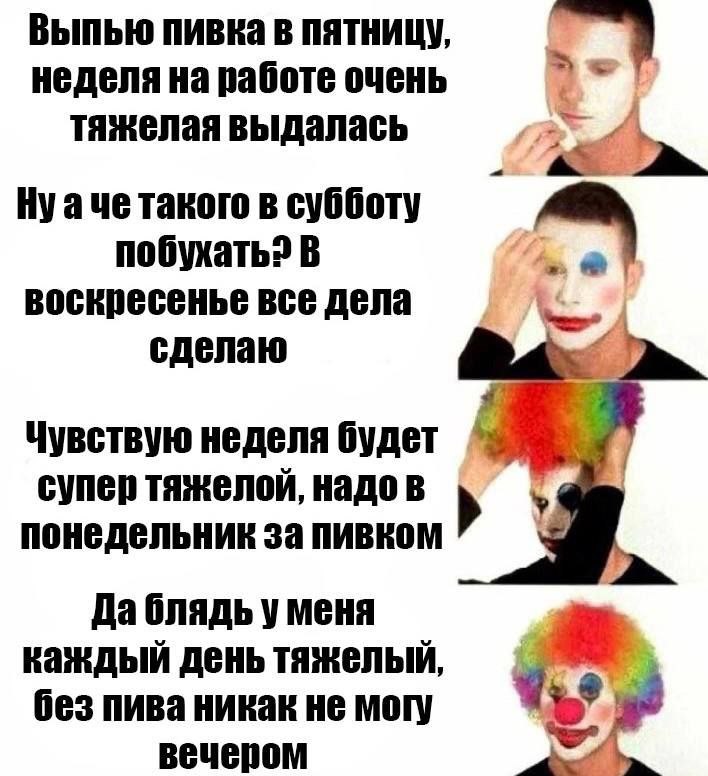 Выпью пивка в пятницу,
неделя на работе очень
тяжелая выдалась
Ну а че такого в субботу
побухать? В
воскресенье все дела
сделаю
Чувствую неделя будет
супер тяжелой, надо в
понедельник за пивком
Да блядь у меня
каждый день тяжелый,
без пива никак не могу
вечером